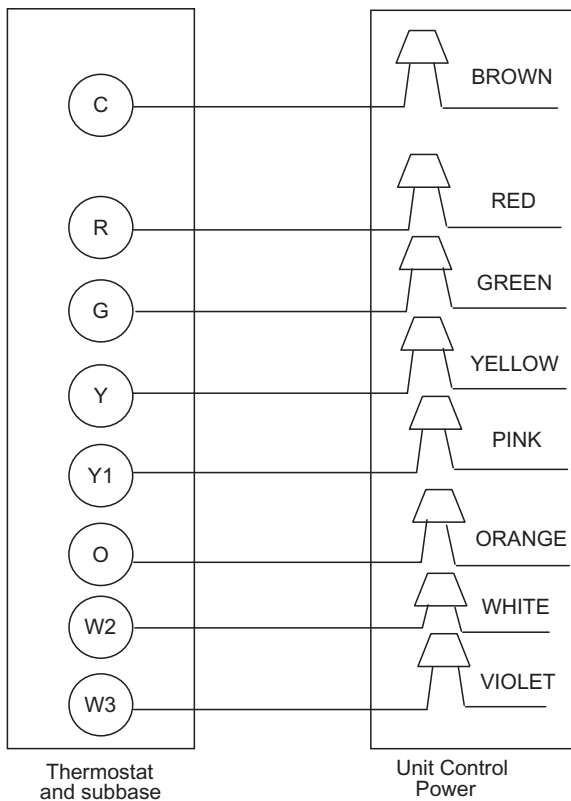 C
BROWN
R
RED
G
GREEN
Y
YELLOW
Y1
PINK
O
ORANGE
W2
WHITE
W3
VIOLET
Thermostat
and subbase
Unit Control
Power